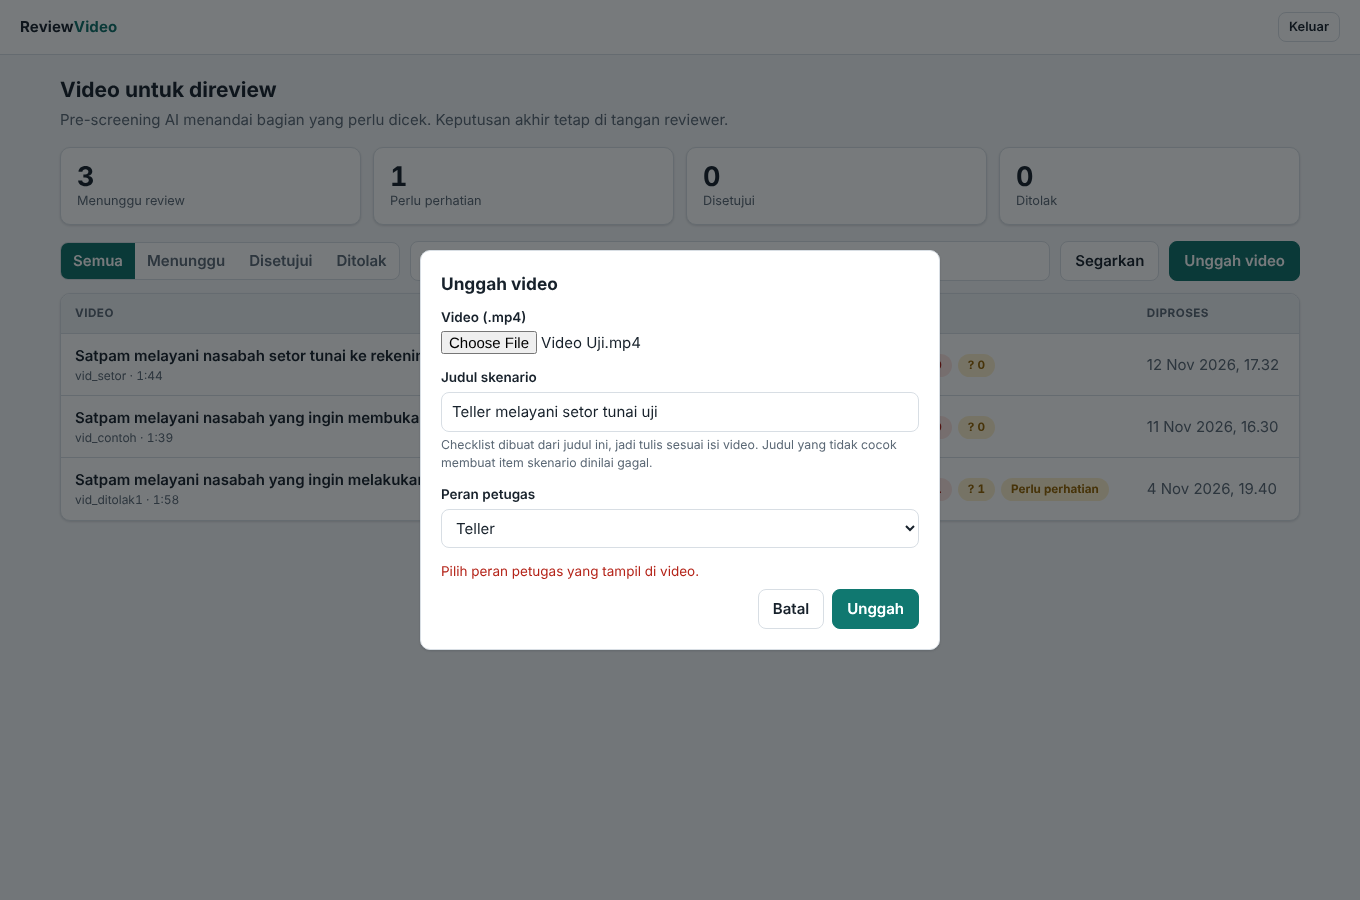 ReviewVideo
Keluar
Video untuk direview
Pre-screening AI menandai bagian yang perlu dicek. Keputusan akhir tetap di tangan reviewer.
3
Menunggu review
1
Perlu perhatian
0
Disetujui
0
Ditolak
Semua
Menunggu
Disetujui
Ditolak
Segarkan
Unggah video
VIDEO
DIPROSES
Satpam melayani nasabah setor tunai ke
vid_setor · 1:44
? 0
12 Nov 2026, 17.32
Satpam melayani nasabah yang ingin
vid_contoh · 1:39
? 0
11 Nov 2026, 16.30
Satpam melayani nasabah yang ingin
vid_ditolak1 · 1:58
? 1
Perlu perhatian
4 Nov 2026, 19.40
Unggah video
Video (.mp4)
Choose File Video Uji.mp4
Judul skenario
Teller melayani setor tunai uji
Checklist dibuat dari judul ini, jadi tulis sesuai isi video. Judul yang tidak cocok
membuat item skenario dinilai gagal.
Peran petugas
Teller
Pilih peran petugas yang tampil di video.
Batal
Unggah